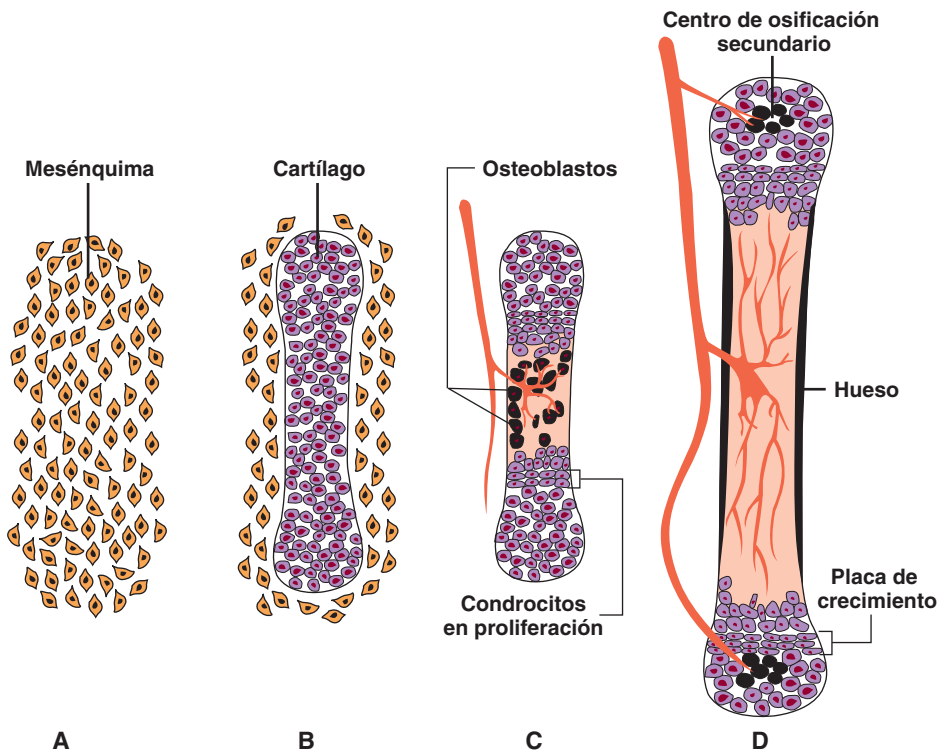 Centro de osificación
secundario
Mesénquima
Cartílago
Osteoblastos
Hueso
Placa de
crecimiento
Condrocitos
en proliferación
A
B
C
D